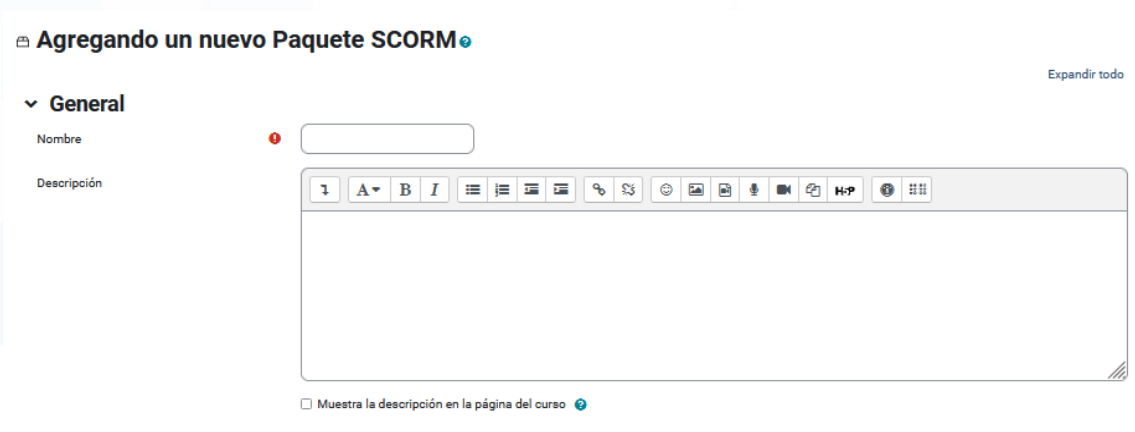 Agregando un nuevo Paquete SCORM
Expandir todo
General
Nombre
Descripción
A B I H-P
Muestra la descripción en la página del curso